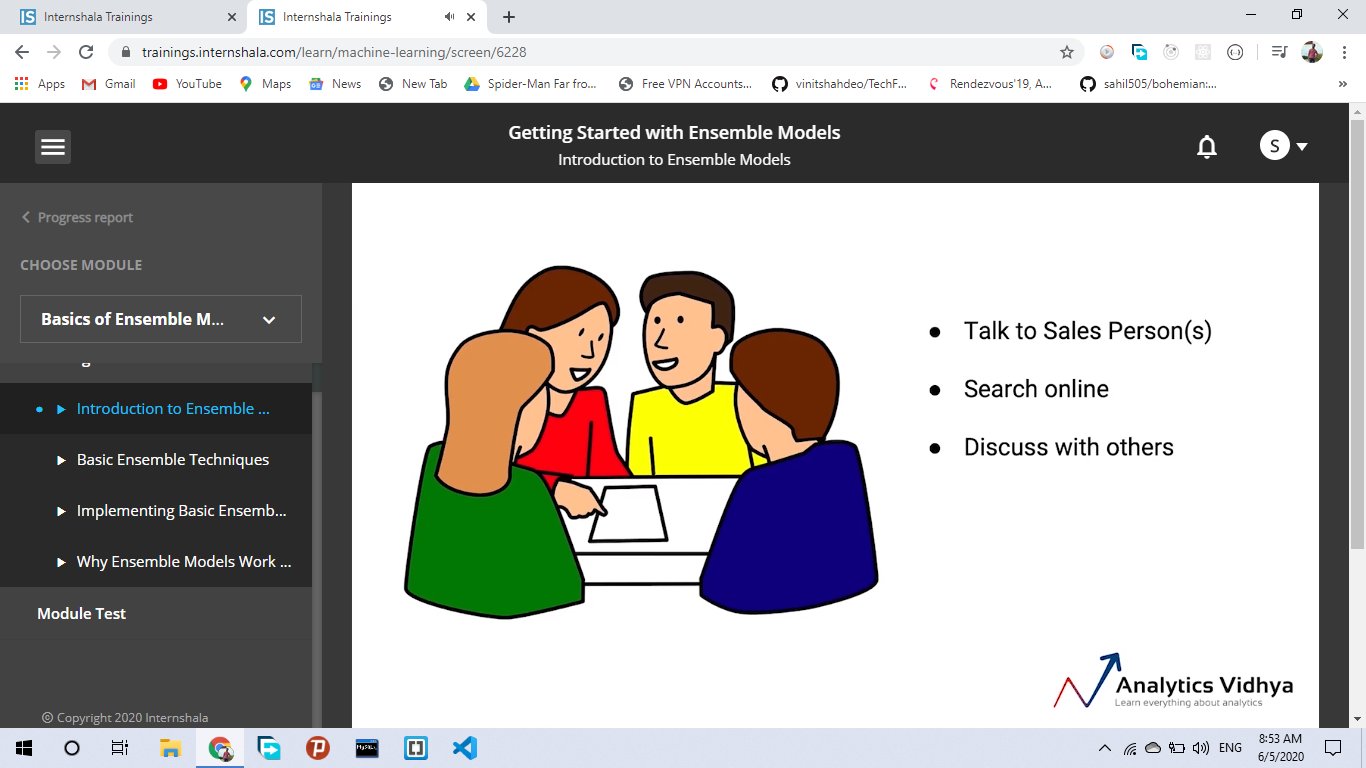 Internshala Trainings
Internshala Trainings
trainings.internshala.com/learn/machine-learning/screen/6228
Apps
Gmail
YouTube
Maps
News
New Tab
Spider-Man Far fro...
Free VPN Accounts...
vinitshahdeo/TechF...
Rendezvous'19, A...
sahil505/bohemian:...
»
Getting Started with Ensemble Models
Introduction to Ensemble Models
S
Progress report
CHOOSE MODULE
Basics of Ensemble M...
Introduction to Ensemble ...
Basic Ensemble Techniques
Implementing Basic Ensemb...
Why Ensemble Models Work ...
Module Test
© Copyright 2020 Internshala
● Talk to Sales Person(s)
● Search online
● Discuss with others
Analytics Vidhya
Learn everything about analytics
ENG
8:53 AM
6/5/2020